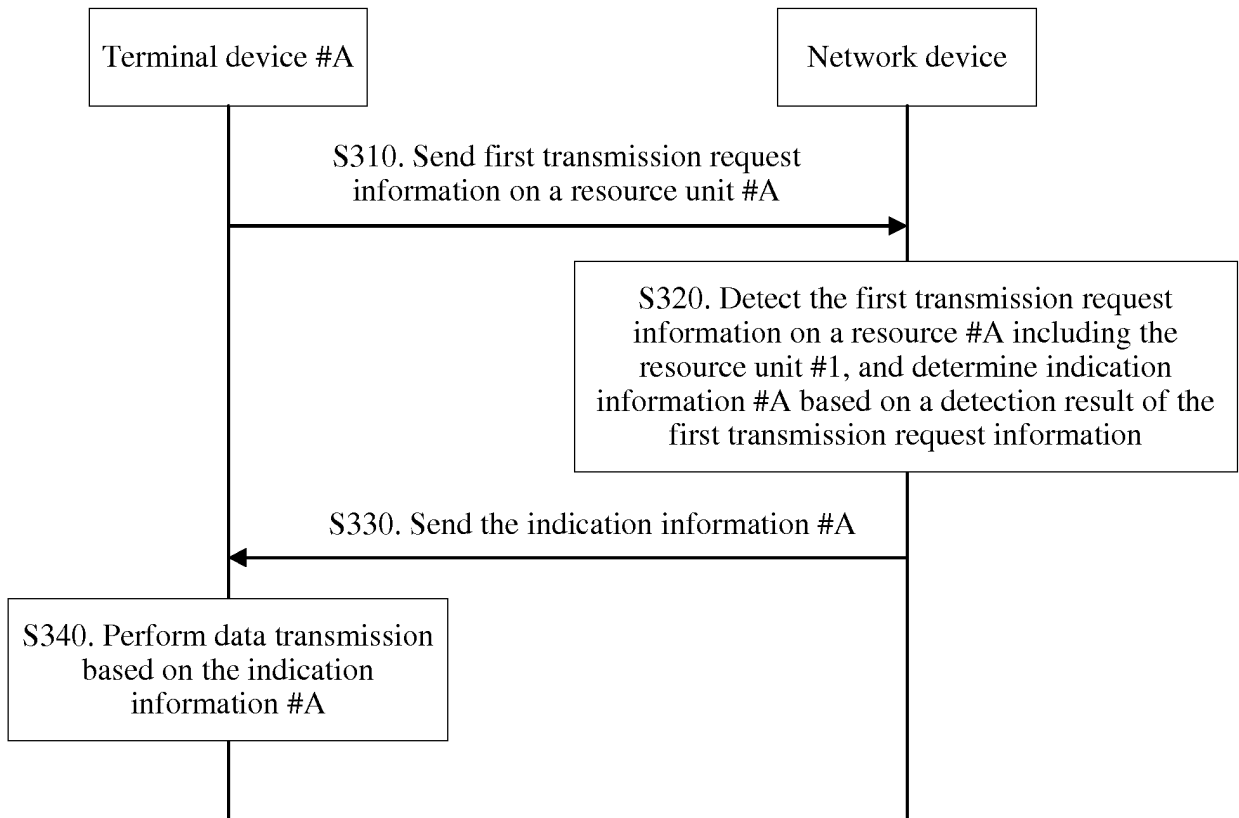 Terminal device #A
Network device
S310. Send first transmission request
information on a resource unit #A
S320. Detect the first transmission request
information on a resource #A including the
resource unit #1, and determine indication
information #A based on a detection result of the
first transmission request information
S330. Send the indication information #A
S340. Perform data transmission
based on the indication
information #A